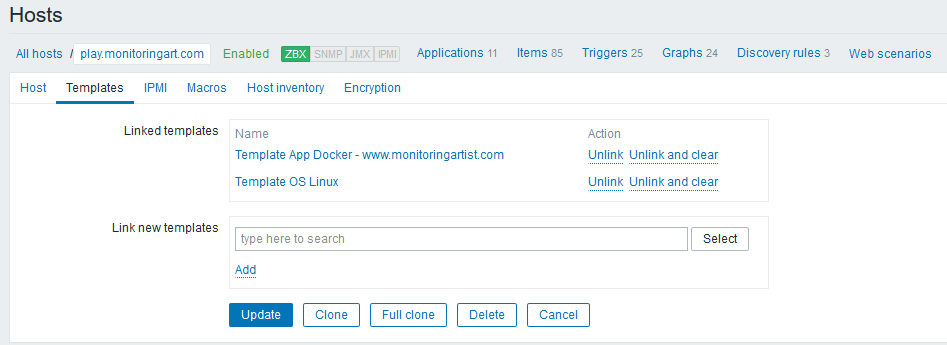 Hosts
All hosts / play.monitoringart.com Enabled ZBX SNMP JMX IPMI Applications 11 Items 85 Triggers 25 Graphs 24 Discovery rules 3 Web scenarios
Host Templates IPMI Macros Host inventory Encryption
Linked templates Name Action
Template App Docker - www.monitoringartist.com Unlink Unlink and clear
Template OS Linux Unlink Unlink and clear
Link new templates
type here to search Select
Add
Update Clone Full clone Delete Cancel